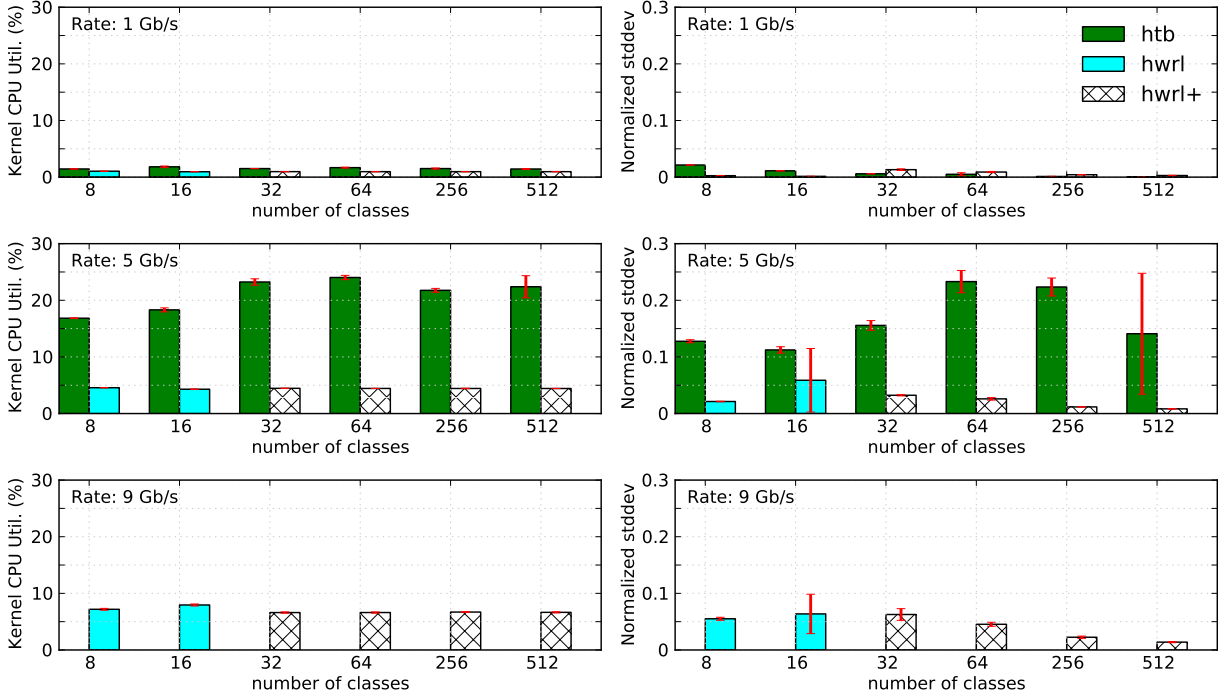 Kernel CPU Util. (%)
30
20
10
0
Rate: 1 Gb/s
8 16 32 64 256 512
number of classes
Normalized stddev
0.3
0.2
0.1
0
Rate: 1 Gb/s
htb
hwrl
hwrl+
8 16 32 64 256 512
number of classes
Kernel CPU Util. (%)
30
20
10
0
Rate: 5 Gb/s
8 16 32 64 256 512
number of classes
Normalized stddev
0.3
0.2
0.1
0
Rate: 5 Gb/s
8 16 32 64 256 512
number of classes
Kernel CPU Util. (%)
30
20
10
0
Rate: 9 Gb/s
8 16 32 64 256 512
number of classes
Normalized stddev
0.3
0.2
0.1
0
Rate: 9 Gb/s
8 16 32 64 256 512
number of classes